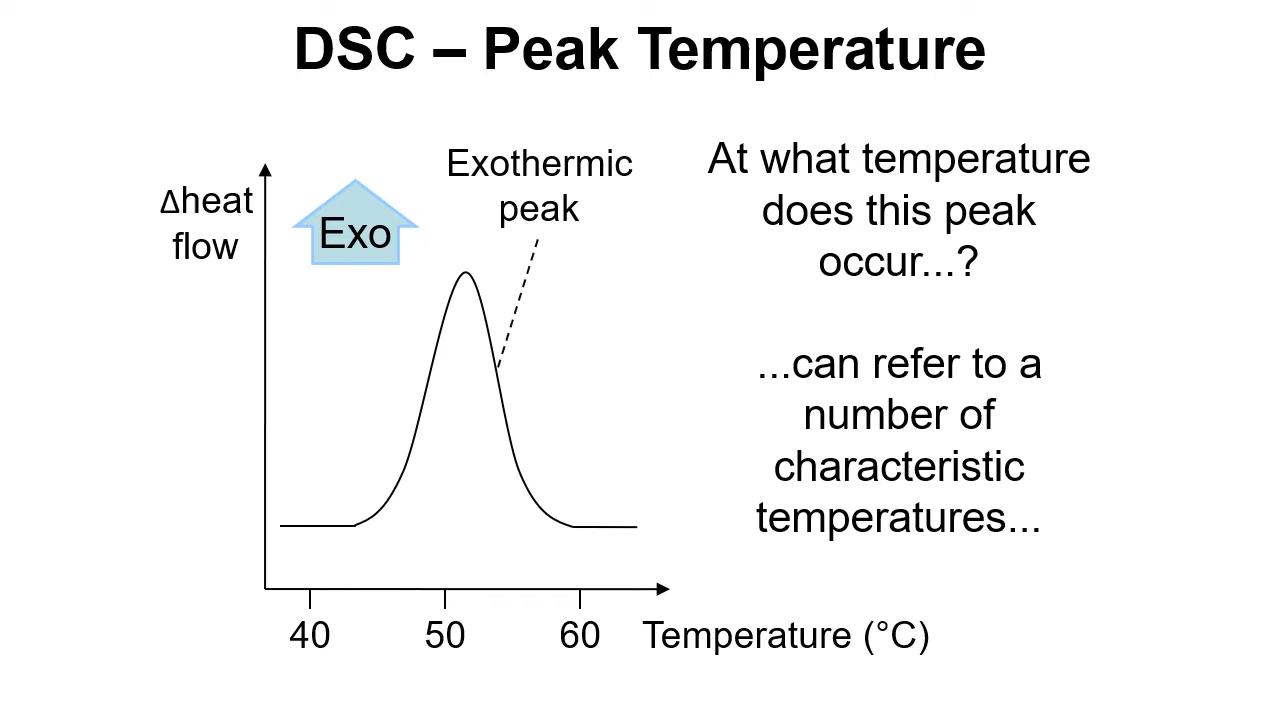 DSC – Peak Temperature
Δheat
flow
Exo
Exothermic
peak
At what temperature
does this peak
occur...?
...can refer to a
number of
characteristic
temperatures...
40
50
60
Temperature (°C)